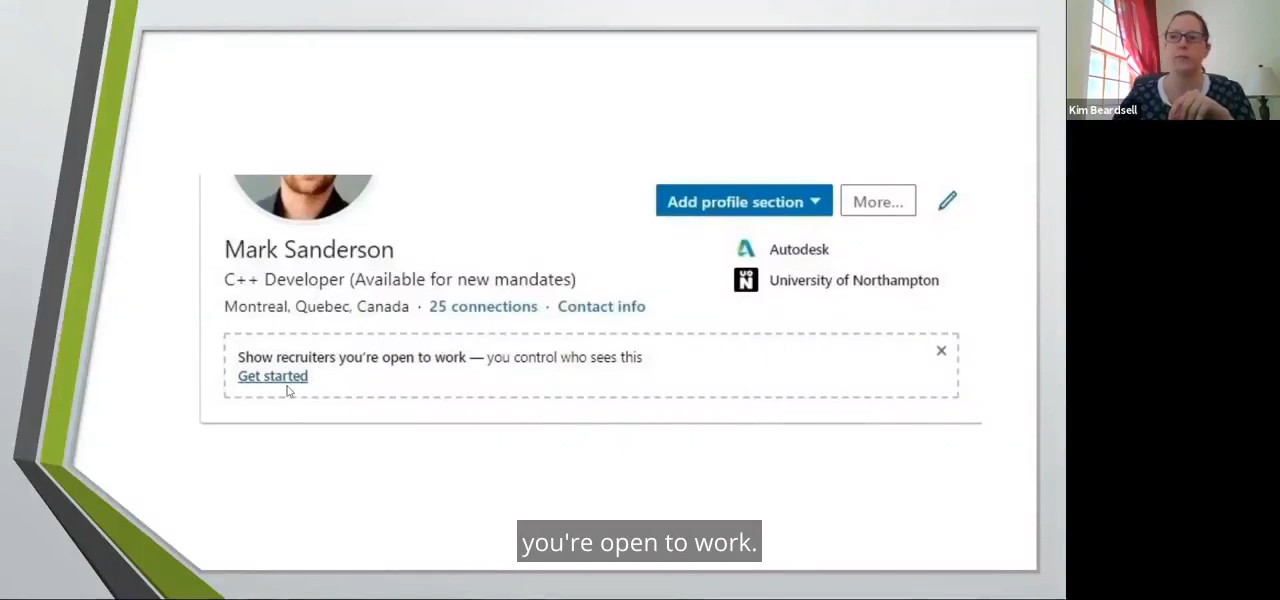 Kim Beardsell
Add profile section
More...
Mark Sanderson
Autodesk
C++ Developer (Available for new mandates)
UON
University of Northampton
Montreal, Quebec, Canada · 25 connections · Contact info
Show recruiters you're open to work — you control who sees this
Get started
you're open to work.